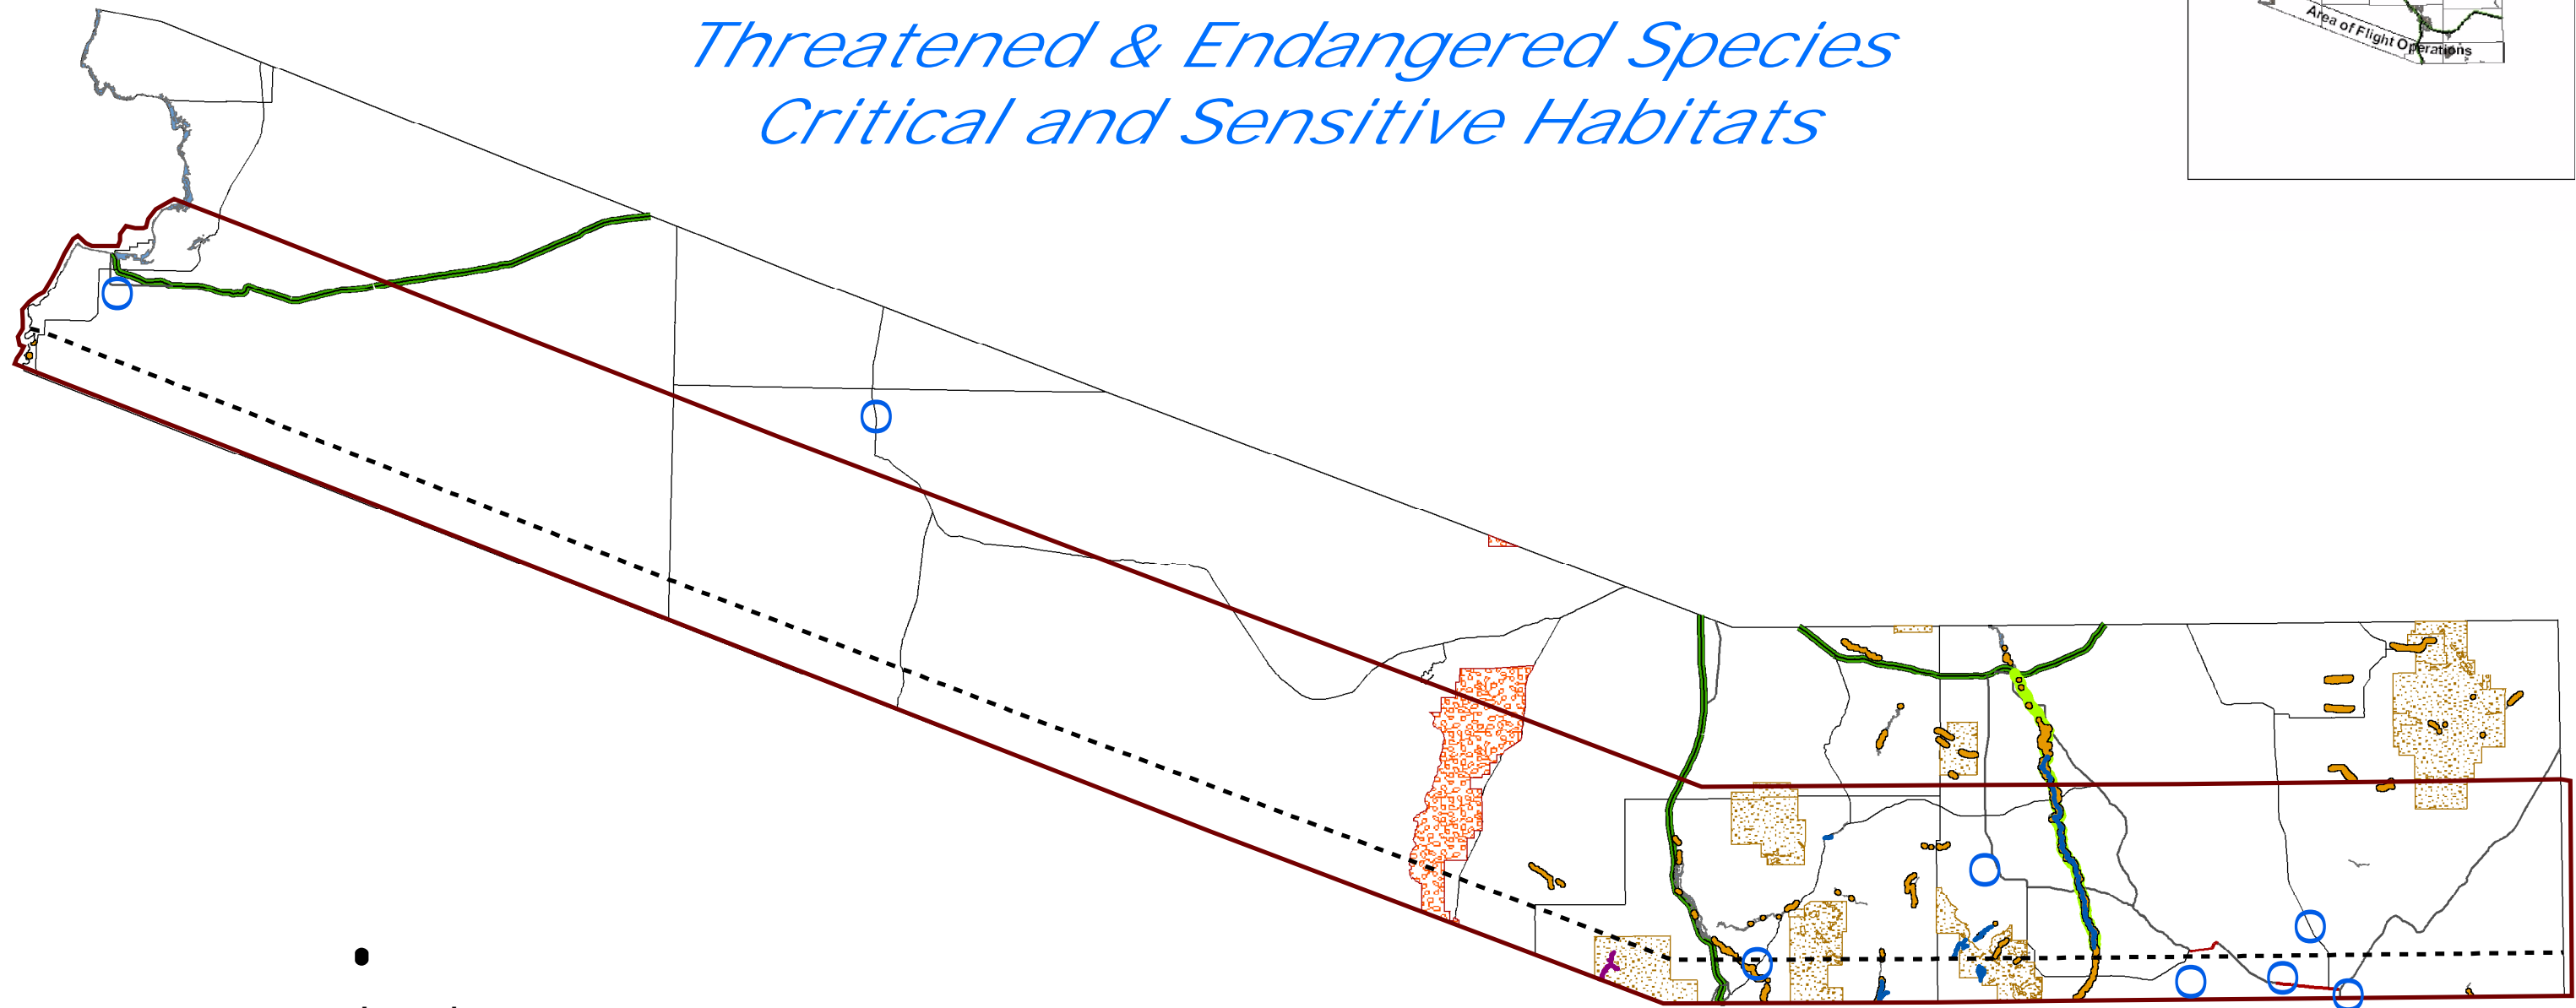 Threatened & Endangered Species
Critical and Sensitive Habitats
Area of Flight Operations